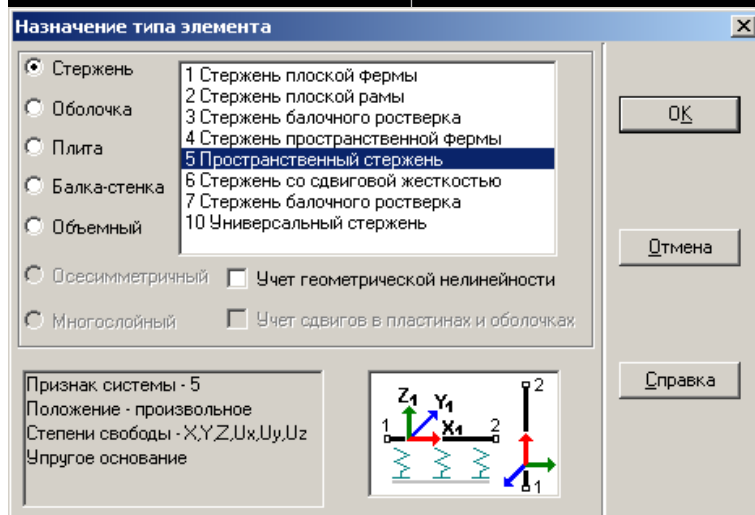 Назначение типа элемента
Стержень
Оболочка
Плита
Балка-стенка
Объемный
Осесимметричный
Многослойный
1 Стержень плоской фермы
2 Стержень плоской рамы
3 Стержень балочного ростверка
4 Стержень пространственной фермы
5 Пространственный стержень
6 Стержень со сдвиговой жесткостью
7 Стержень балочного ростверка
10 Универсальный стержень
Учет геометрической нелинейности
Учет сдвигов в пластинах и оболочках
OK
Отмена
Справка
Признак системы - 5
Положение - произвольное
Степени свободы - X,Y,Z,Ux,Uy,Uz
Упругое основание
Z1 Y1
1 X1 2
2
1